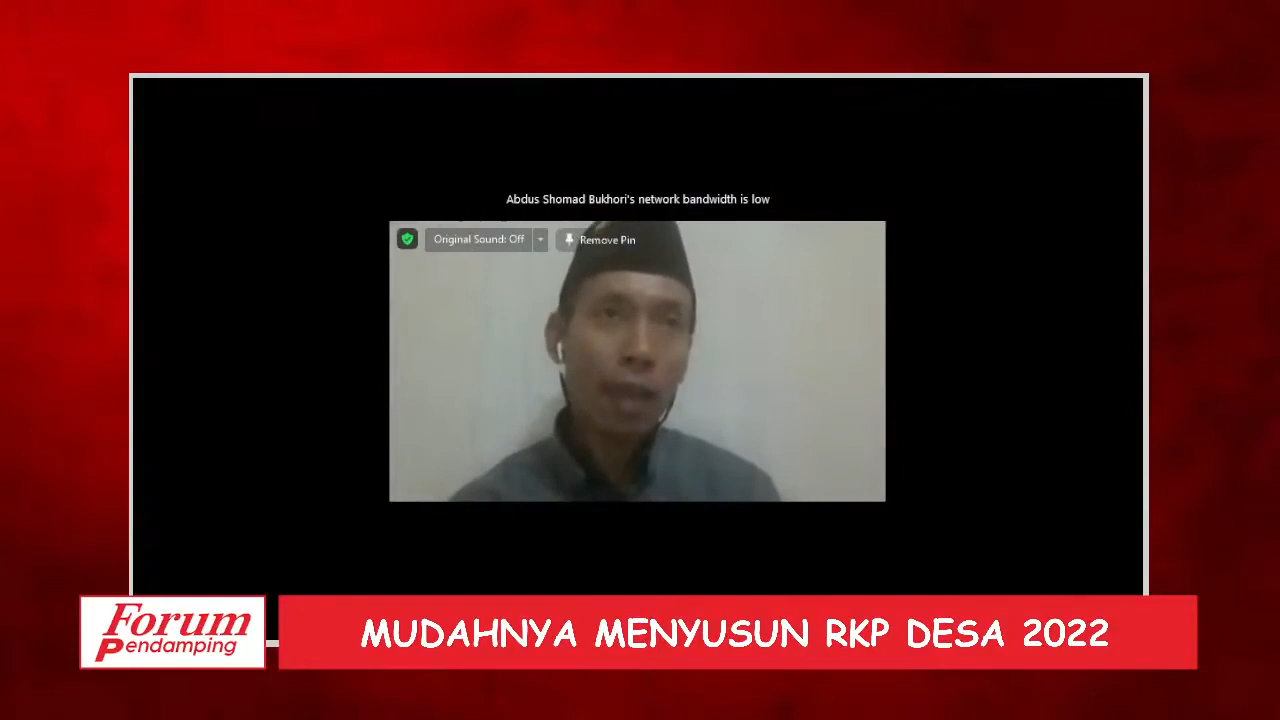 Abdus Shomad Bukhori's network bandwidth is low
Original Sound: Off
Remove Pin
Forum
Pendamping
MUDAHNYA MENYUSUN RKP DESA 2022